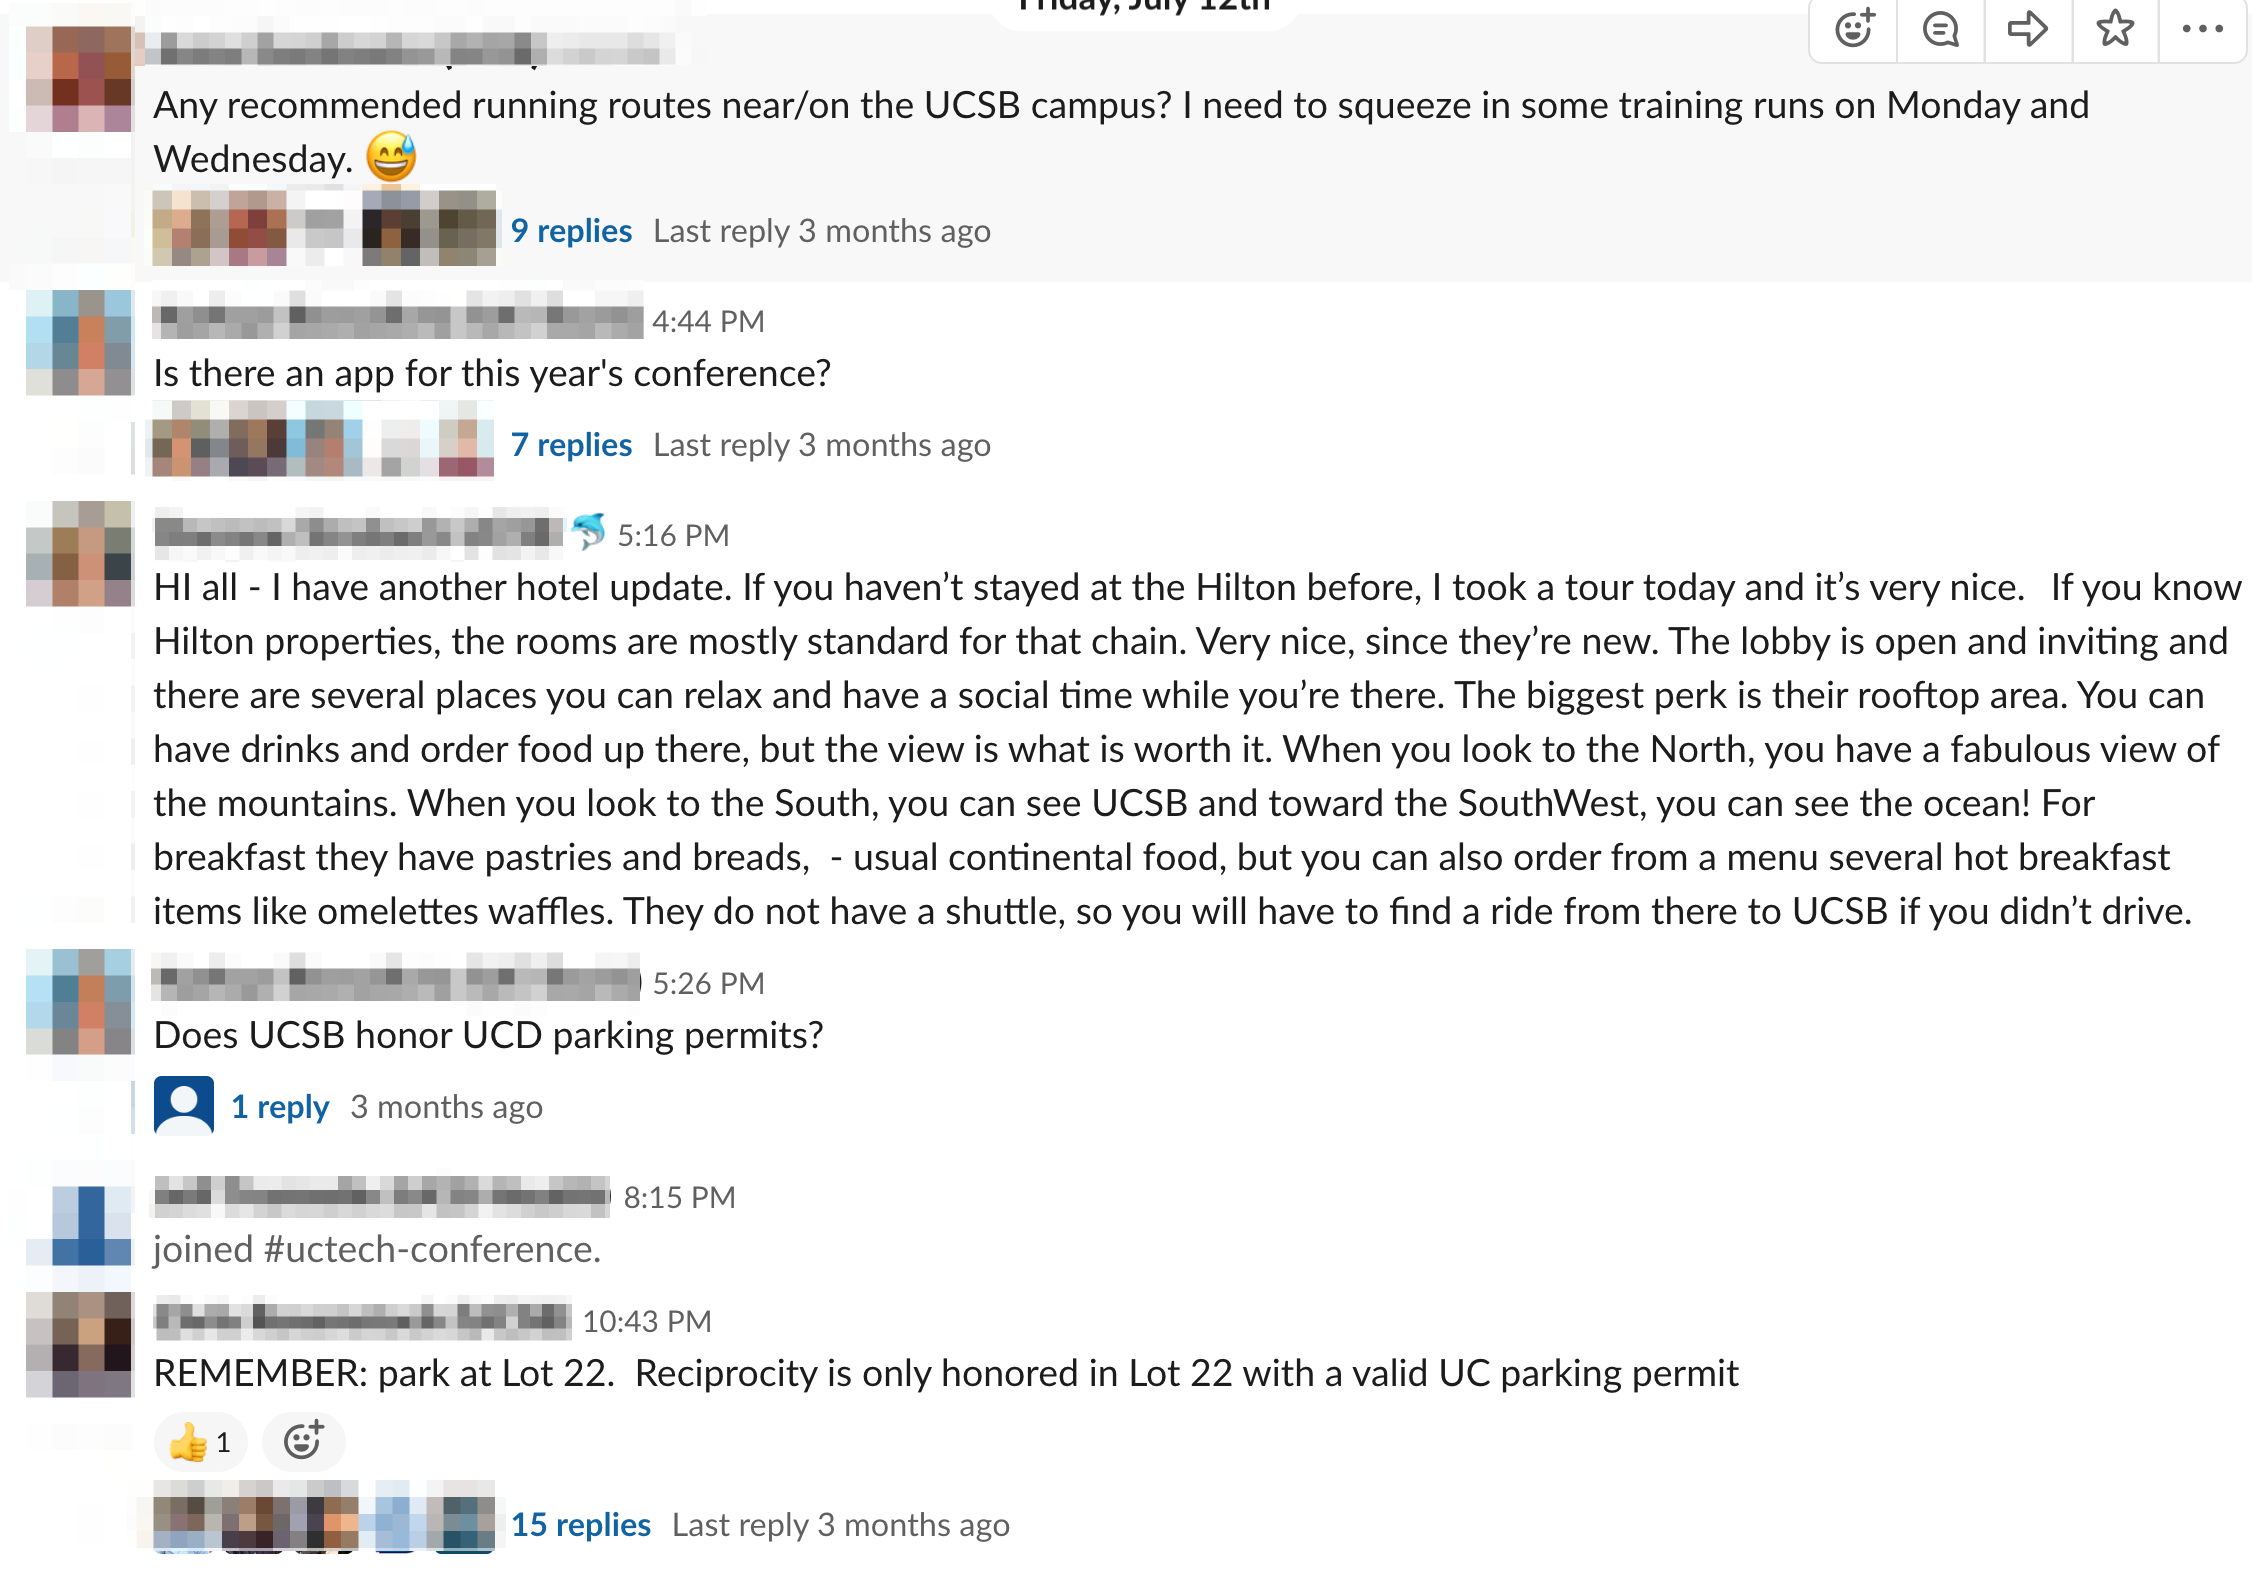 Friday, July 12th
Any recommended running routes near/on the UCSB campus? I need to squeeze in some training runs on Monday and
Wednesday. 😅
9 replies Last reply 3 months ago
4:44 PM
Is there an app for this year's conference?
7 replies Last reply 3 months ago
🐬 5:16 PM
HI all - I have another hotel update. If you haven’t stayed at the Hilton before, I took a tour today and it’s very nice.  If you know
Hilton properties, the rooms are mostly standard for that chain. Very nice, since they’re new. The lobby is open and inviting and
there are several places you can relax and have a social time while you’re there. The biggest perk is their rooftop area. You can
have drinks and order food up there, but the view is what is worth it. When you look to the North, you have a fabulous view of
the mountains. When you look to the South, you can see UCSB and toward the SouthWest, you can see the ocean! For
breakfast they have pastries and breads,  - usual continental food, but you can also order from a menu several hot breakfast
items like omelettes waffles. They do not have a shuttle, so you will have to find a ride from there to UCSB if you didn’t drive.
5:26 PM
Does UCSB honor UCD parking permits?
1 reply 3 months ago
8:15 PM
joined #uctech-conference.
10:43 PM
REMEMBER: park at Lot 22.  Reciprocity is only honored in Lot 22 with a valid UC parking permit
👍 1
15 replies Last reply 3 months ago